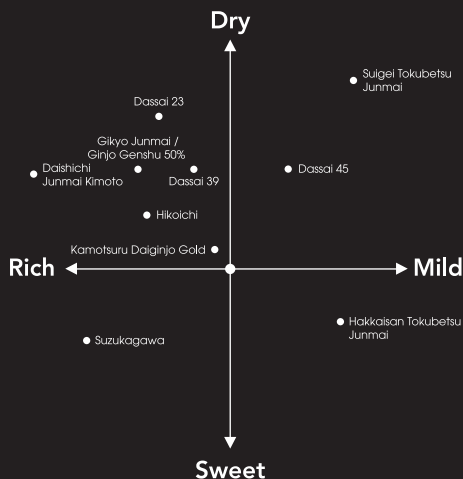 Dry
Suigei Tokubetsu
Junmai
Dassai 23
Gikyo Junmai /
Ginjo Genshu 50%
Daishichi
Junmai Kimoto
Dassai 39
Dassai 45
Hikoichi
Kamotsuru Daiginjo Gold
Rich
Mild
Hakkaisan Tokubetsu
Junmai
Suzukagawa
Sweet